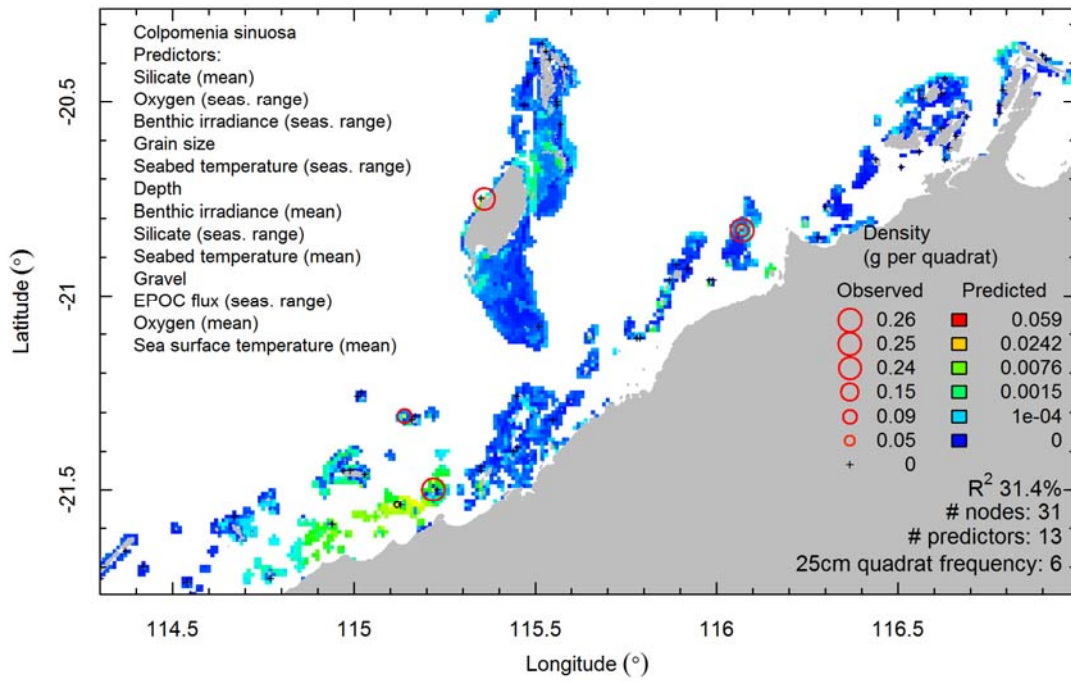 Colpomenia sinuosa
Predictors:
Silicate (mean)
Oxygen (seas. range)
Benthic irradiance (seas. range)
Grain size
Seabed temperature (seas. range)
Depth
Benthic irradiance (mean)
Silicate (seas. range)
Seabed temperature (mean)
Gravel
EPOC flux (seas. range)
Oxygen (mean)
Sea surface temperature (mean)
Latitude (°)
-20.5
-21
-21.5
Density
(g per quadrat)
Observed Predicted
0.26 0.059
0.25 0.0242
0.24 0.0076
0.15 0.0015
0.09 1e-04
0.05 0
0
R² 31.4%
# nodes: 31
# predictors: 13
25cm quadrat frequency: 6
114.5 115 115.5 116 116.5
Longitude (°)